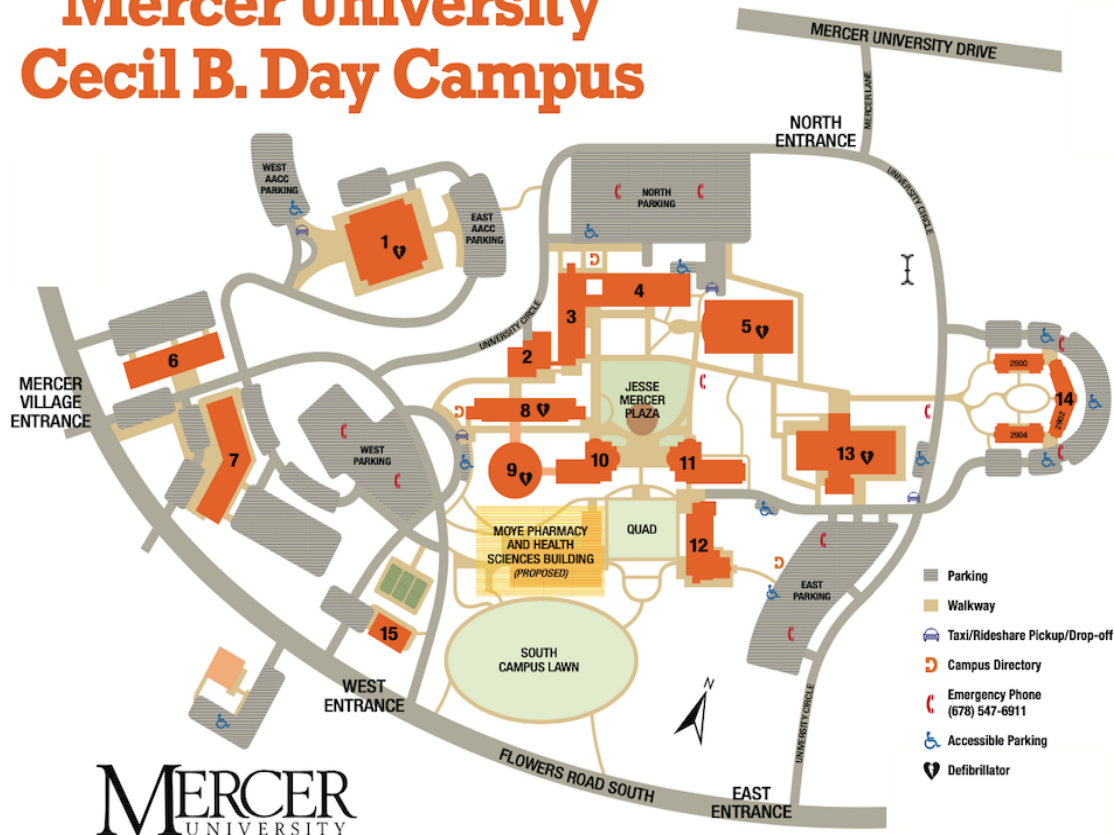 Mercer University
Cecil B. Day Campus
MERCER UNIVERSITY DRIVE
MERCER LANE
NORTH
ENTRANCE
UNIVERSITY CIRCLE
WEST
AACC
PARKING
NORTH
PARKING
EAST
AACC
PARKING
1
4
3
5
2
UNIVERSITY CIRCLE
6
2900
14
2902
2904
MERCER
VILLAGE
ENTRANCE
JESSE
MERCER
PLAZA
8
7
WEST
PARKING
9
10
11
13
MOYE PHARMACY
AND HEALTH
SCIENCES BUILDING
(PROPOSED)
QUAD
12
EAST
PARKING
15
SOUTH
CAMPUS LAWN
WEST
ENTRANCE
N
UNIVERSITY CIRCLE
FLOWERS ROAD SOUTH
EAST
ENTRANCE
Parking
Walkway
Taxi/Rideshare Pickup/Drop-off
Campus Directory
Emergency Phone
(678) 547-6911
Accessible Parking
Defibrillator
MERCER
UNIVERSITY